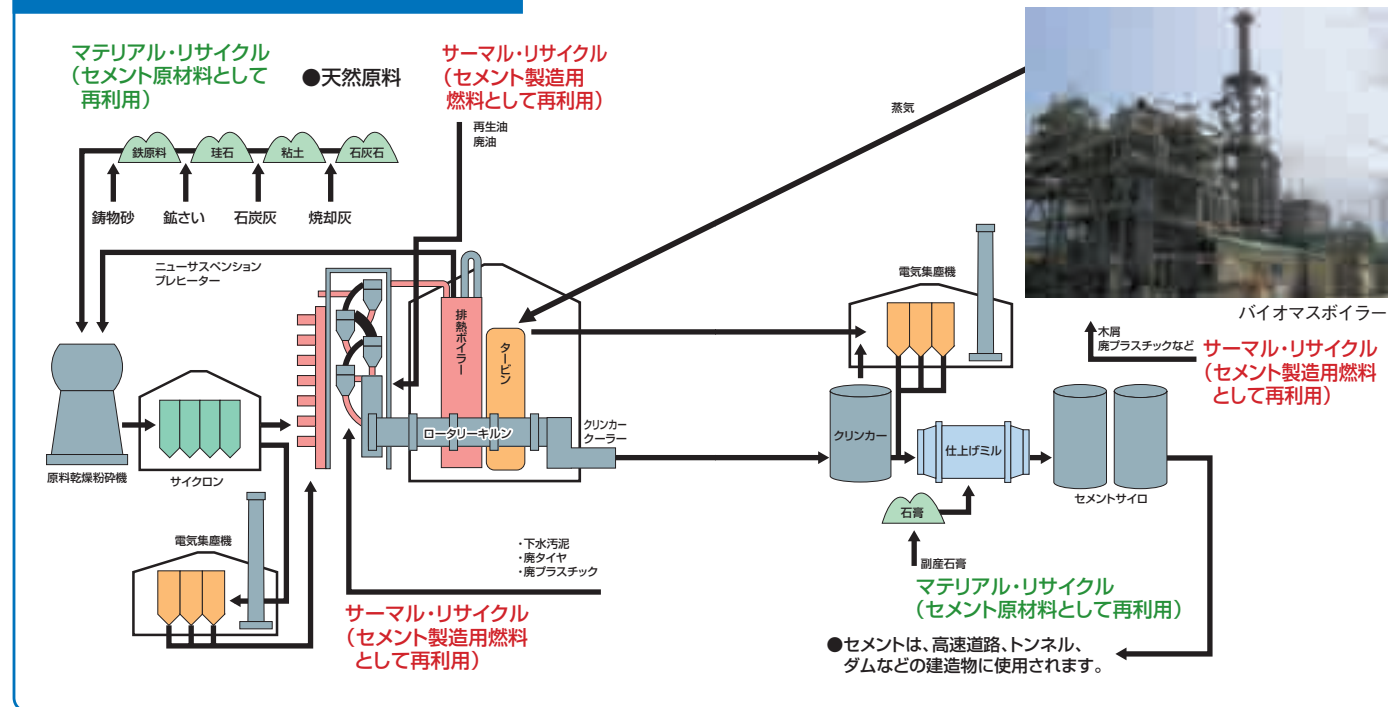 マテリアル・リサイクル
（セメント原材料として
再利用）
●天然原料
サーマル・リサイクル
（セメント製造用
燃料として再利用）
再生油
廃油
蒸気
鉄原料
珪石
粘土
石灰石
鋳物砂
鉱さい
石炭灰
焼却灰
ニューサスペンション
プレヒーター
排熱ボイラー
タービン
電気集塵機
バイオマスボイラー
木屑
廃プラスチックなど
サーマル・リサイクル
（セメント製造用燃料
として再利用）
原料乾燥粉砕機
サイクロン
ロータリーキルン
クリンカー
クーラー
クリンカー
仕上げミル
セメントサイロ
石膏
副産石膏
マテリアル・リサイクル
（セメント原材料として再利用）
電気集塵機
・下水汚泥
・廃タイヤ
・廃プラスチック
サーマル・リサイクル
（セメント製造用燃料
として再利用）
●セメントは、高速道路、トンネル、
ダムなどの建造物に使用されます。